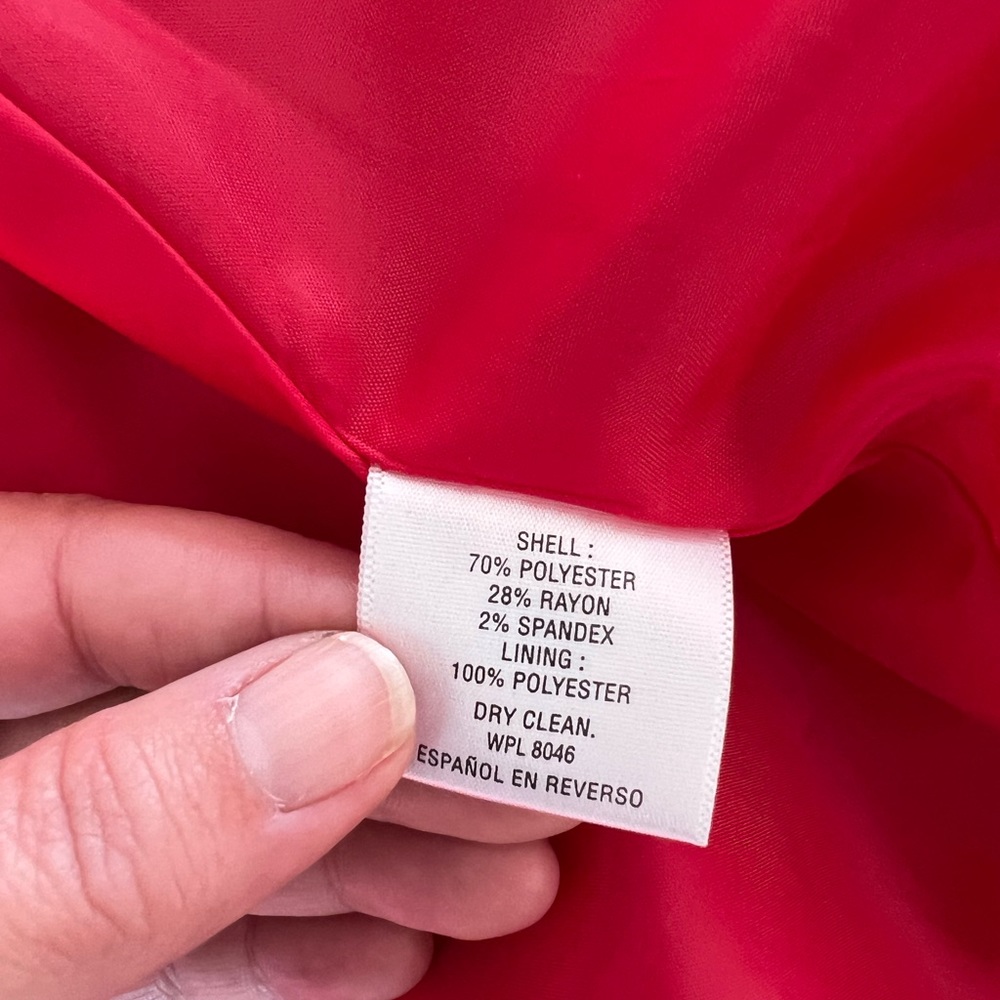 SHELL :
70% POLYESTER
28% RAYON
2% SPANDEX
LINING :
100% POLYESTER
DRY CLEAN.
WPL 8046
ESPAÑOL EN REVERSO